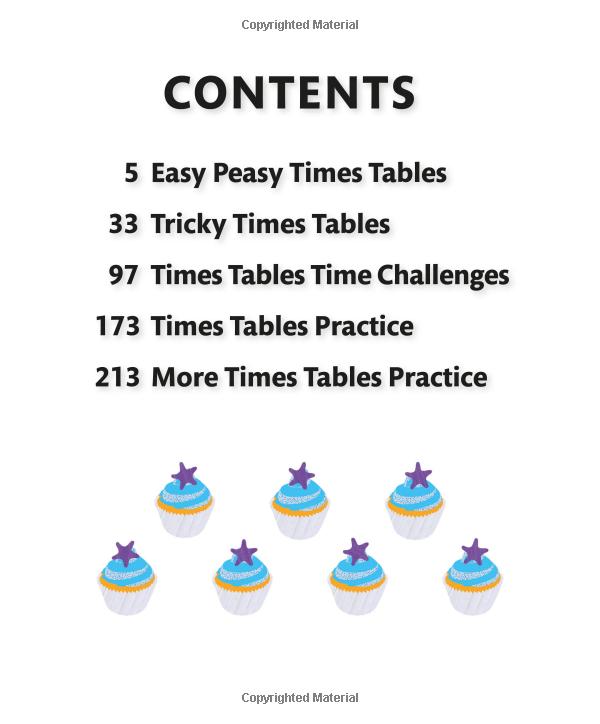 Copyrighted Material
CONTENTS
5 Easy Peasy Times Tables
33 Tricky Times Tables
97 Times Tables Time Challenges
173 Times Tables Practice
213 More Times Tables Practice
Copyrighted Material